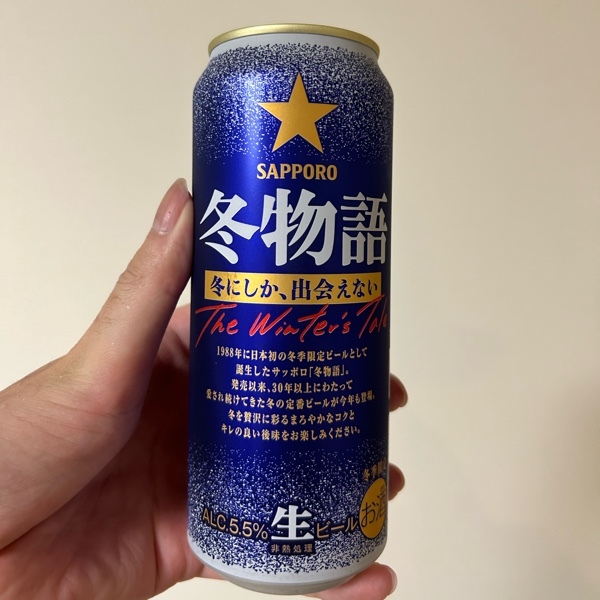 SAPPORO
冬物語
冬にしか、出会えない
The Winter's Tale
1988年に日本初の冬季限定ビールとして
誕生したサッポロ「冬物語」。
発売以来、30年以上にわたって
愛され続けてきた冬の定番ビールが今年も登場。
冬を贅沢に彩るまろやかなコクと
キレの良い後味をお楽しみください。
冬季限
ALC.5.5% 生ビール お酒
非熱処理